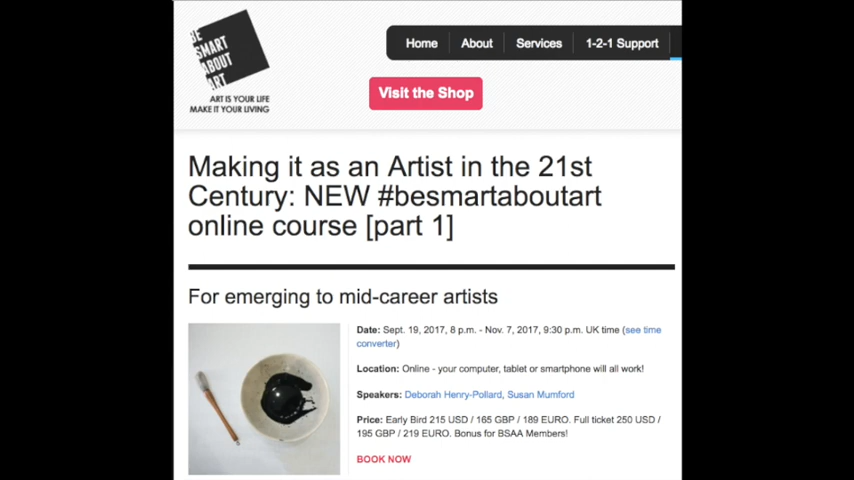 BE
SMART
ABOUT
ART
ART IS YOUR LIFE
MAKE IT YOUR LIVING
Home About Services 1-2-1 Support
Visit the Shop
Making it as an Artist in the 21st
Century: NEW #besmartaboutart
online course [part 1]
For emerging to mid-career artists
Date: Sept. 19, 2017, 8 p.m. - Nov. 7, 2017, 9:30 p.m. UK time (see time
converter)
Location: Online - your computer, tablet or smartphone will all work!
Speakers: Deborah Henry-Pollard, Susan Mumford
Price: Early Bird 215 USD / 165 GBP / 189 EURO. Full ticket 250 USD /
195 GBP / 219 EURO. Bonus for BSAA Members!
BOOK NOW